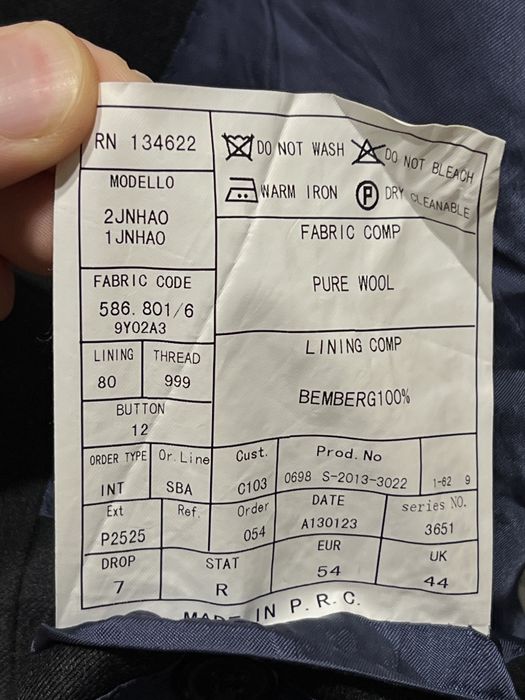 RN 134622
DO NOT WASH DO NOT BLEACH
WARM IRON P DRY CLEANABLE
MODELLO
2JNHAO
1JNHAO
FABRIC COMP
PURE WOOL
FABRIC CODE
586.801/6
9Y02A3
LINING THREAD
80 999
LINING COMP
BEMBERG100%
BUTTON
12
ORDER TYPE Or.Line Cust. Prod. No
INT SBA C103 0698 S-2013-3022 1-62 9
Ext Ref. Order DATE series NO.
P2525 054 A130123 3651
DROP STAT EUR UK
7 R 54 44
MADE IN P.R.C.